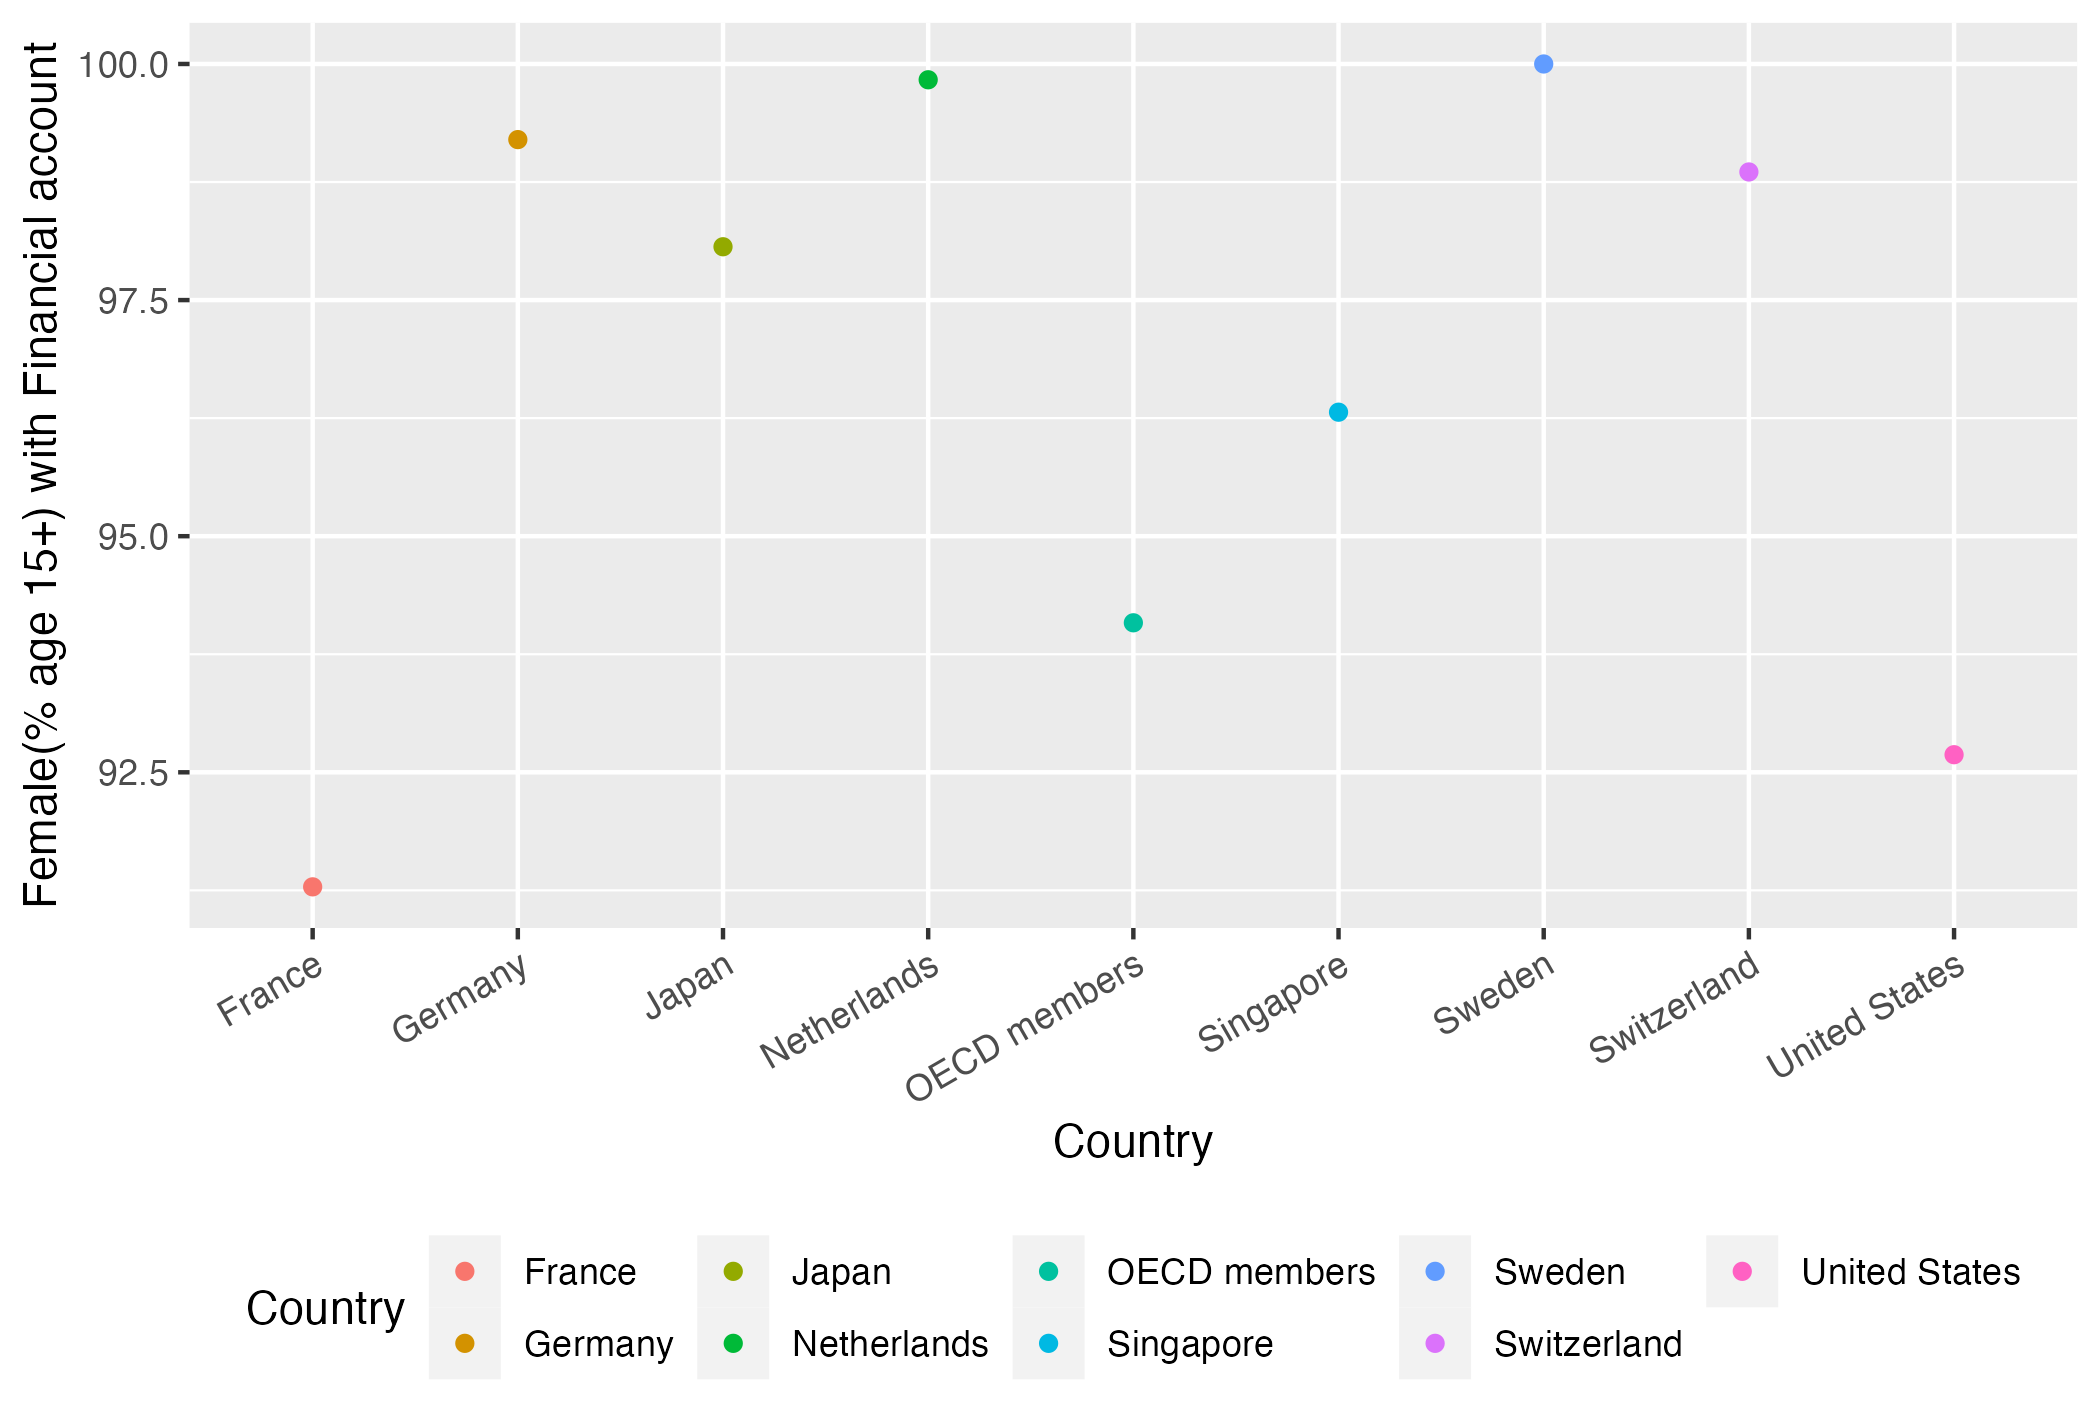 Female(% age 15+) with Financial account
100.0
97.5
95.0
92.5
France
Germany
Japan
Netherlands
OECD members
Singapore
Sweden
Switzerland
United States
Country
Country
France
Japan
OECD members
Sweden
United States
Germany
Netherlands
Singapore
Switzerland